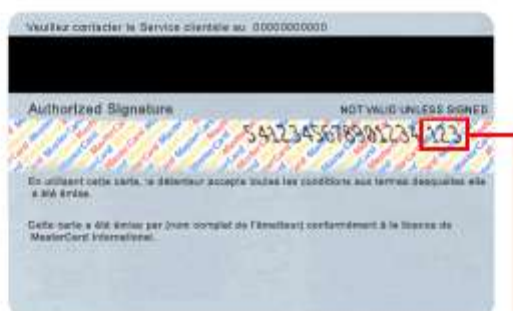 Veuillez contacter le Service clientèle au 00000000000
Authorized Signature
NOT VALID UNLESS SIGNED
5412345678901234 123
En utilisant cette carte, le détenteur accepte toutes les conditions aux termes desquelles elle
a été émise.
Cette carte a été émise par (nom complet de l'émetteur) conformément à la licence de
MasterCard International.